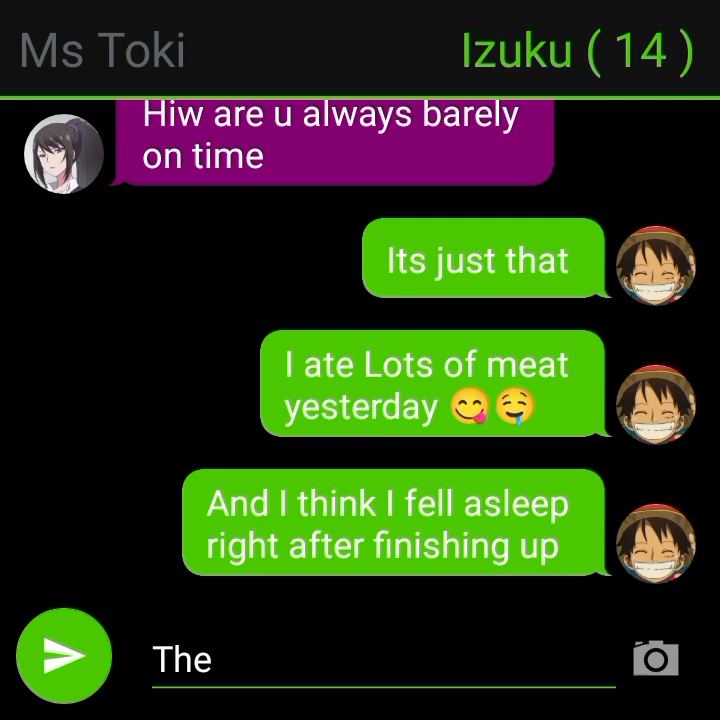 Ms Toki
Izuku ( 14 )
Hiw are u always barely
on time
Its just that
I ate Lots of meat
yesterday 😋🤤
And I think I fell asleep
right after finishing up
The